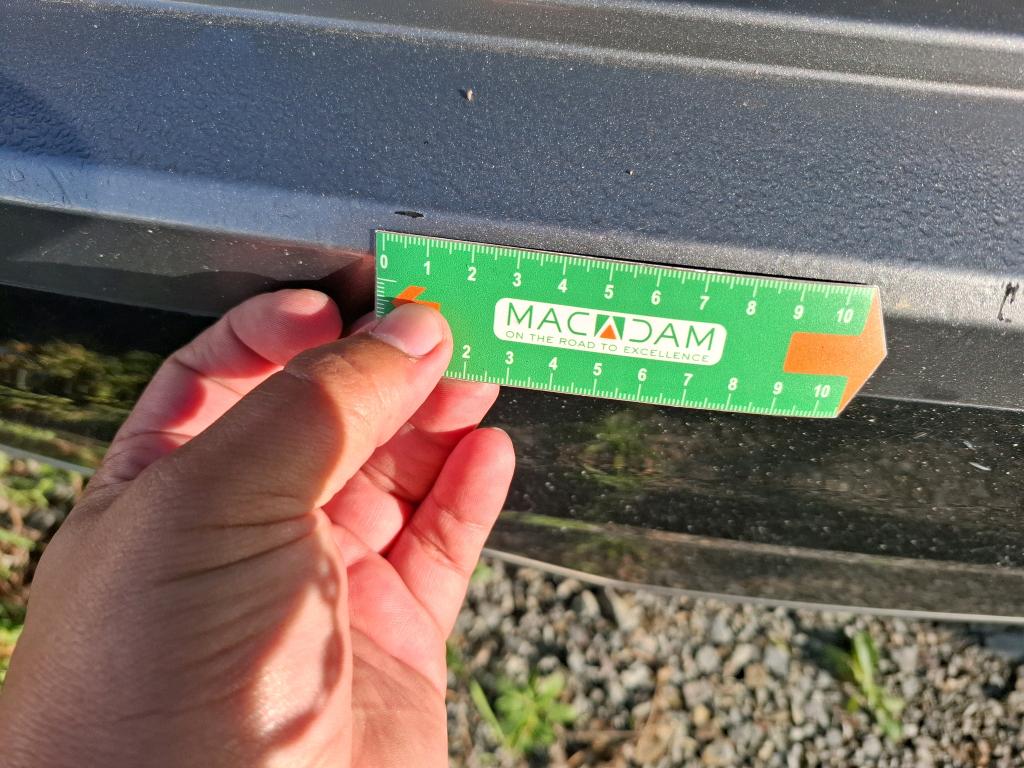 0 1 2 3 4 5 6 7 8 9 10
MACADAM
ON THE ROAD TO EXCELLENCE
2 3 4 5 6 7 8 9 10